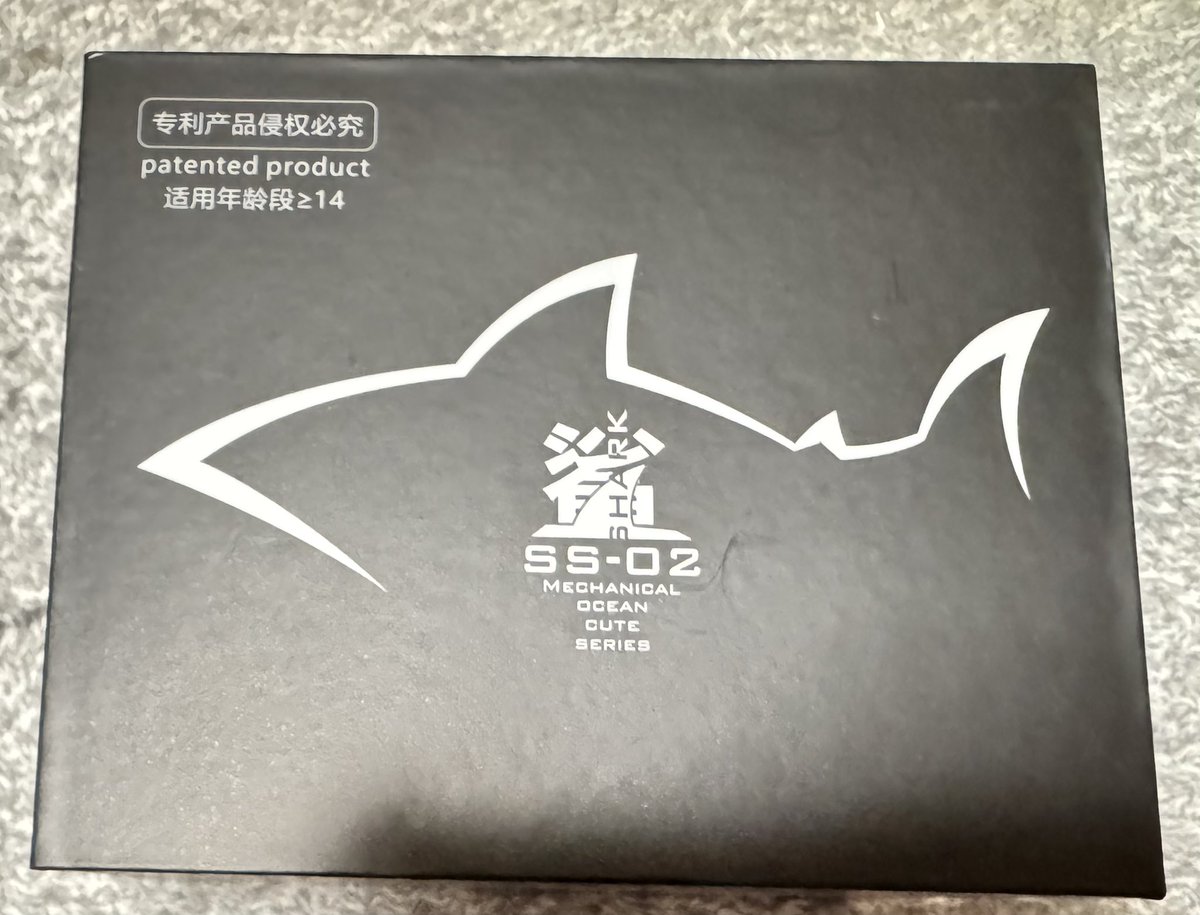 专利产品侵权必究
patented product
适用年龄段≥14
鲨
SHARK
SS-02
MECHANICAL
OCEAN
CUTE
SERIES